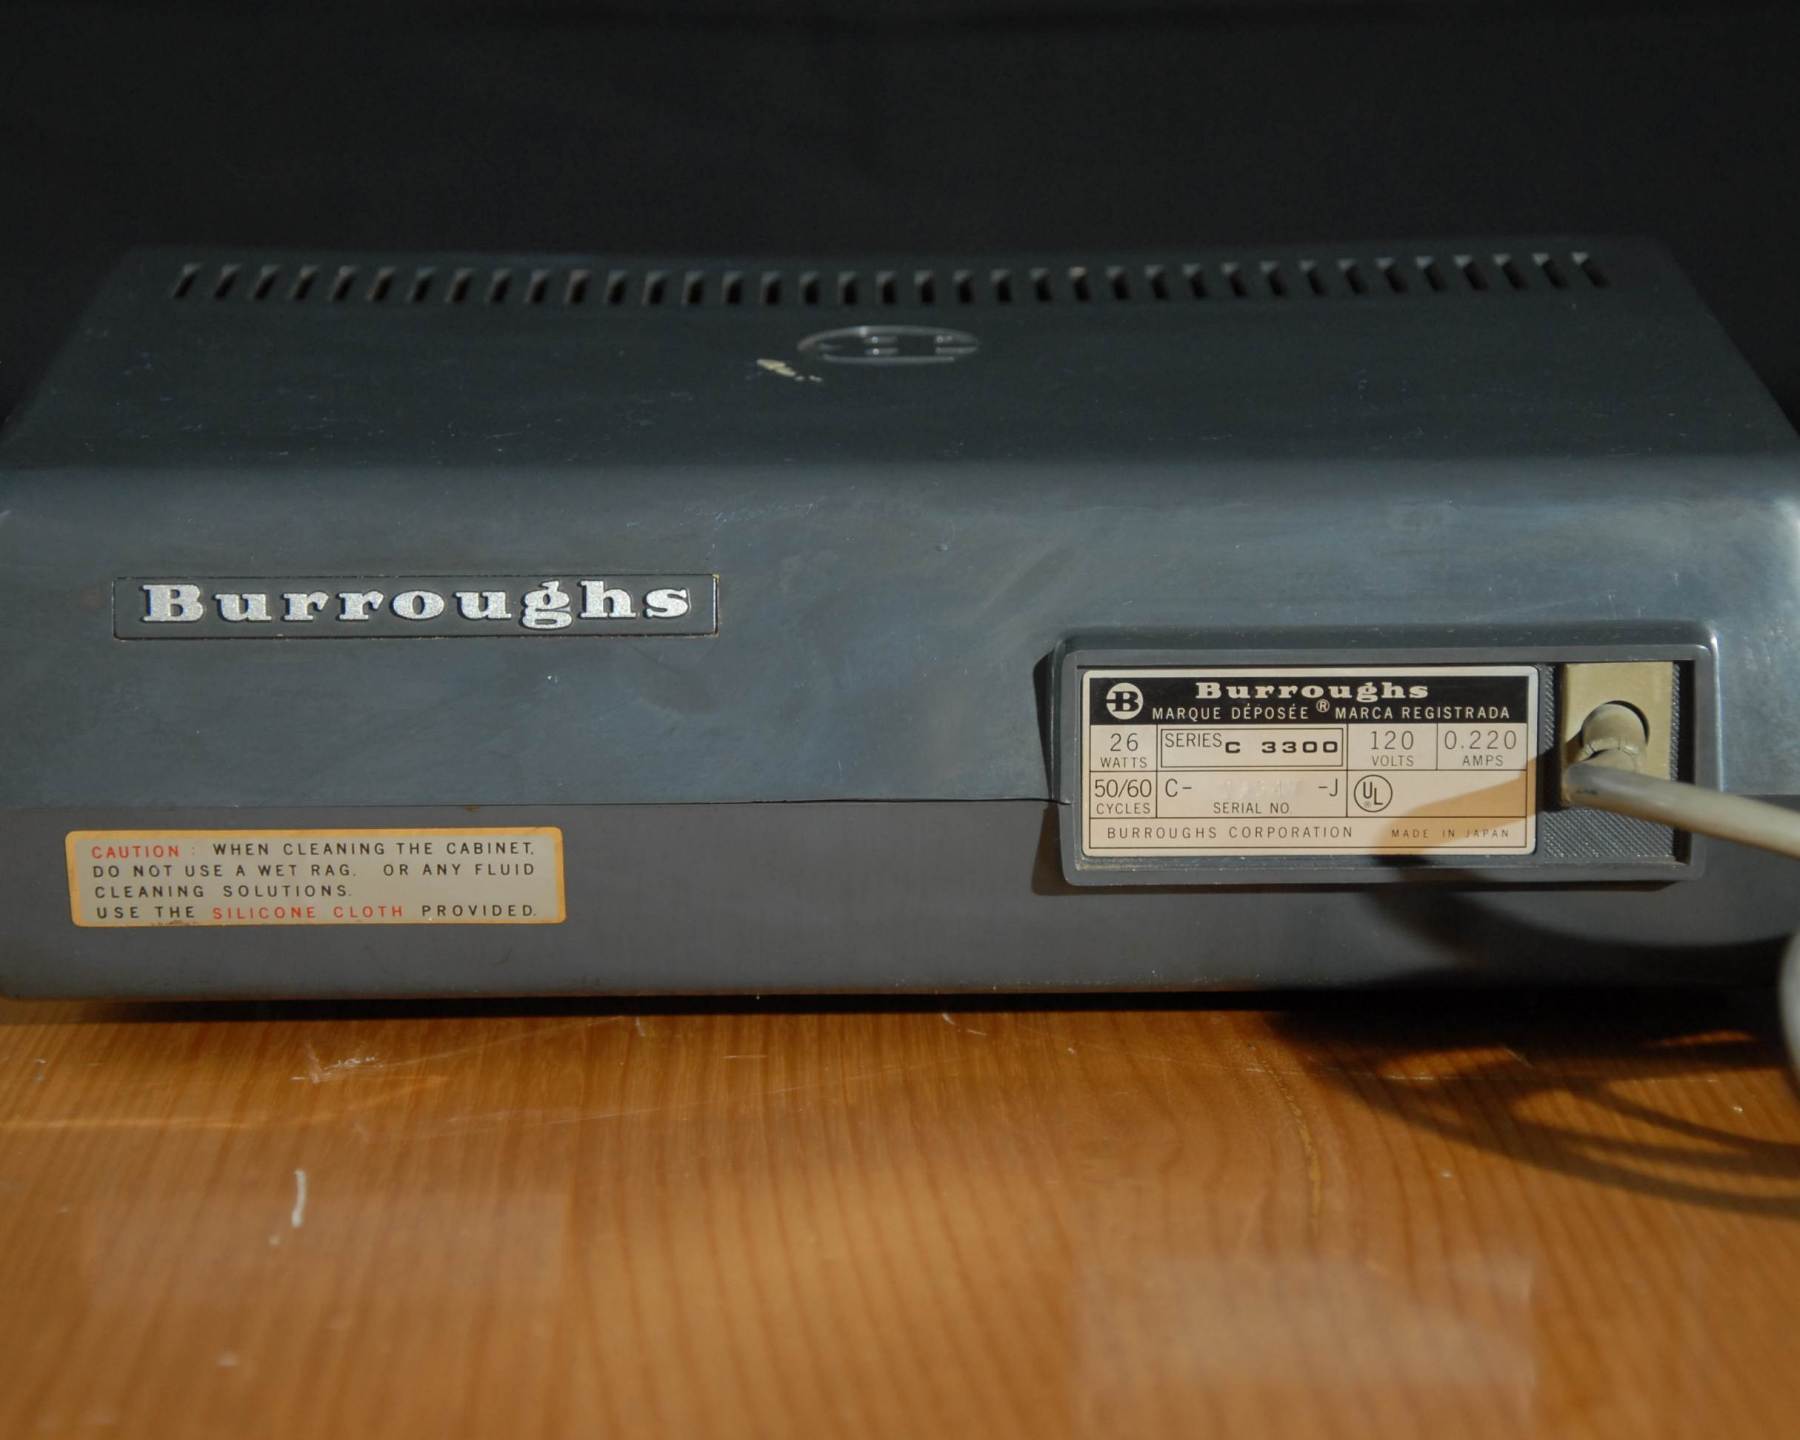 Burroughs
CAUTION : WHEN CLEANING THE CABINET,
DO NOT USE A WET RAG, OR ANY FLUID
CLEANING SOLUTIONS.
USE THE SILICONE CLOTH PROVIDED.
B Burroughs
MARQUE DÉPOSÉE ® MARCA REGISTRADA
26 WATTS
SERIES C 3300
120 VOLTS
0.220 AMPS
50/60 CYCLES
C- -J
SERIAL NO.
UL ®
BURROUGHS CORPORATION MADE IN JAPAN